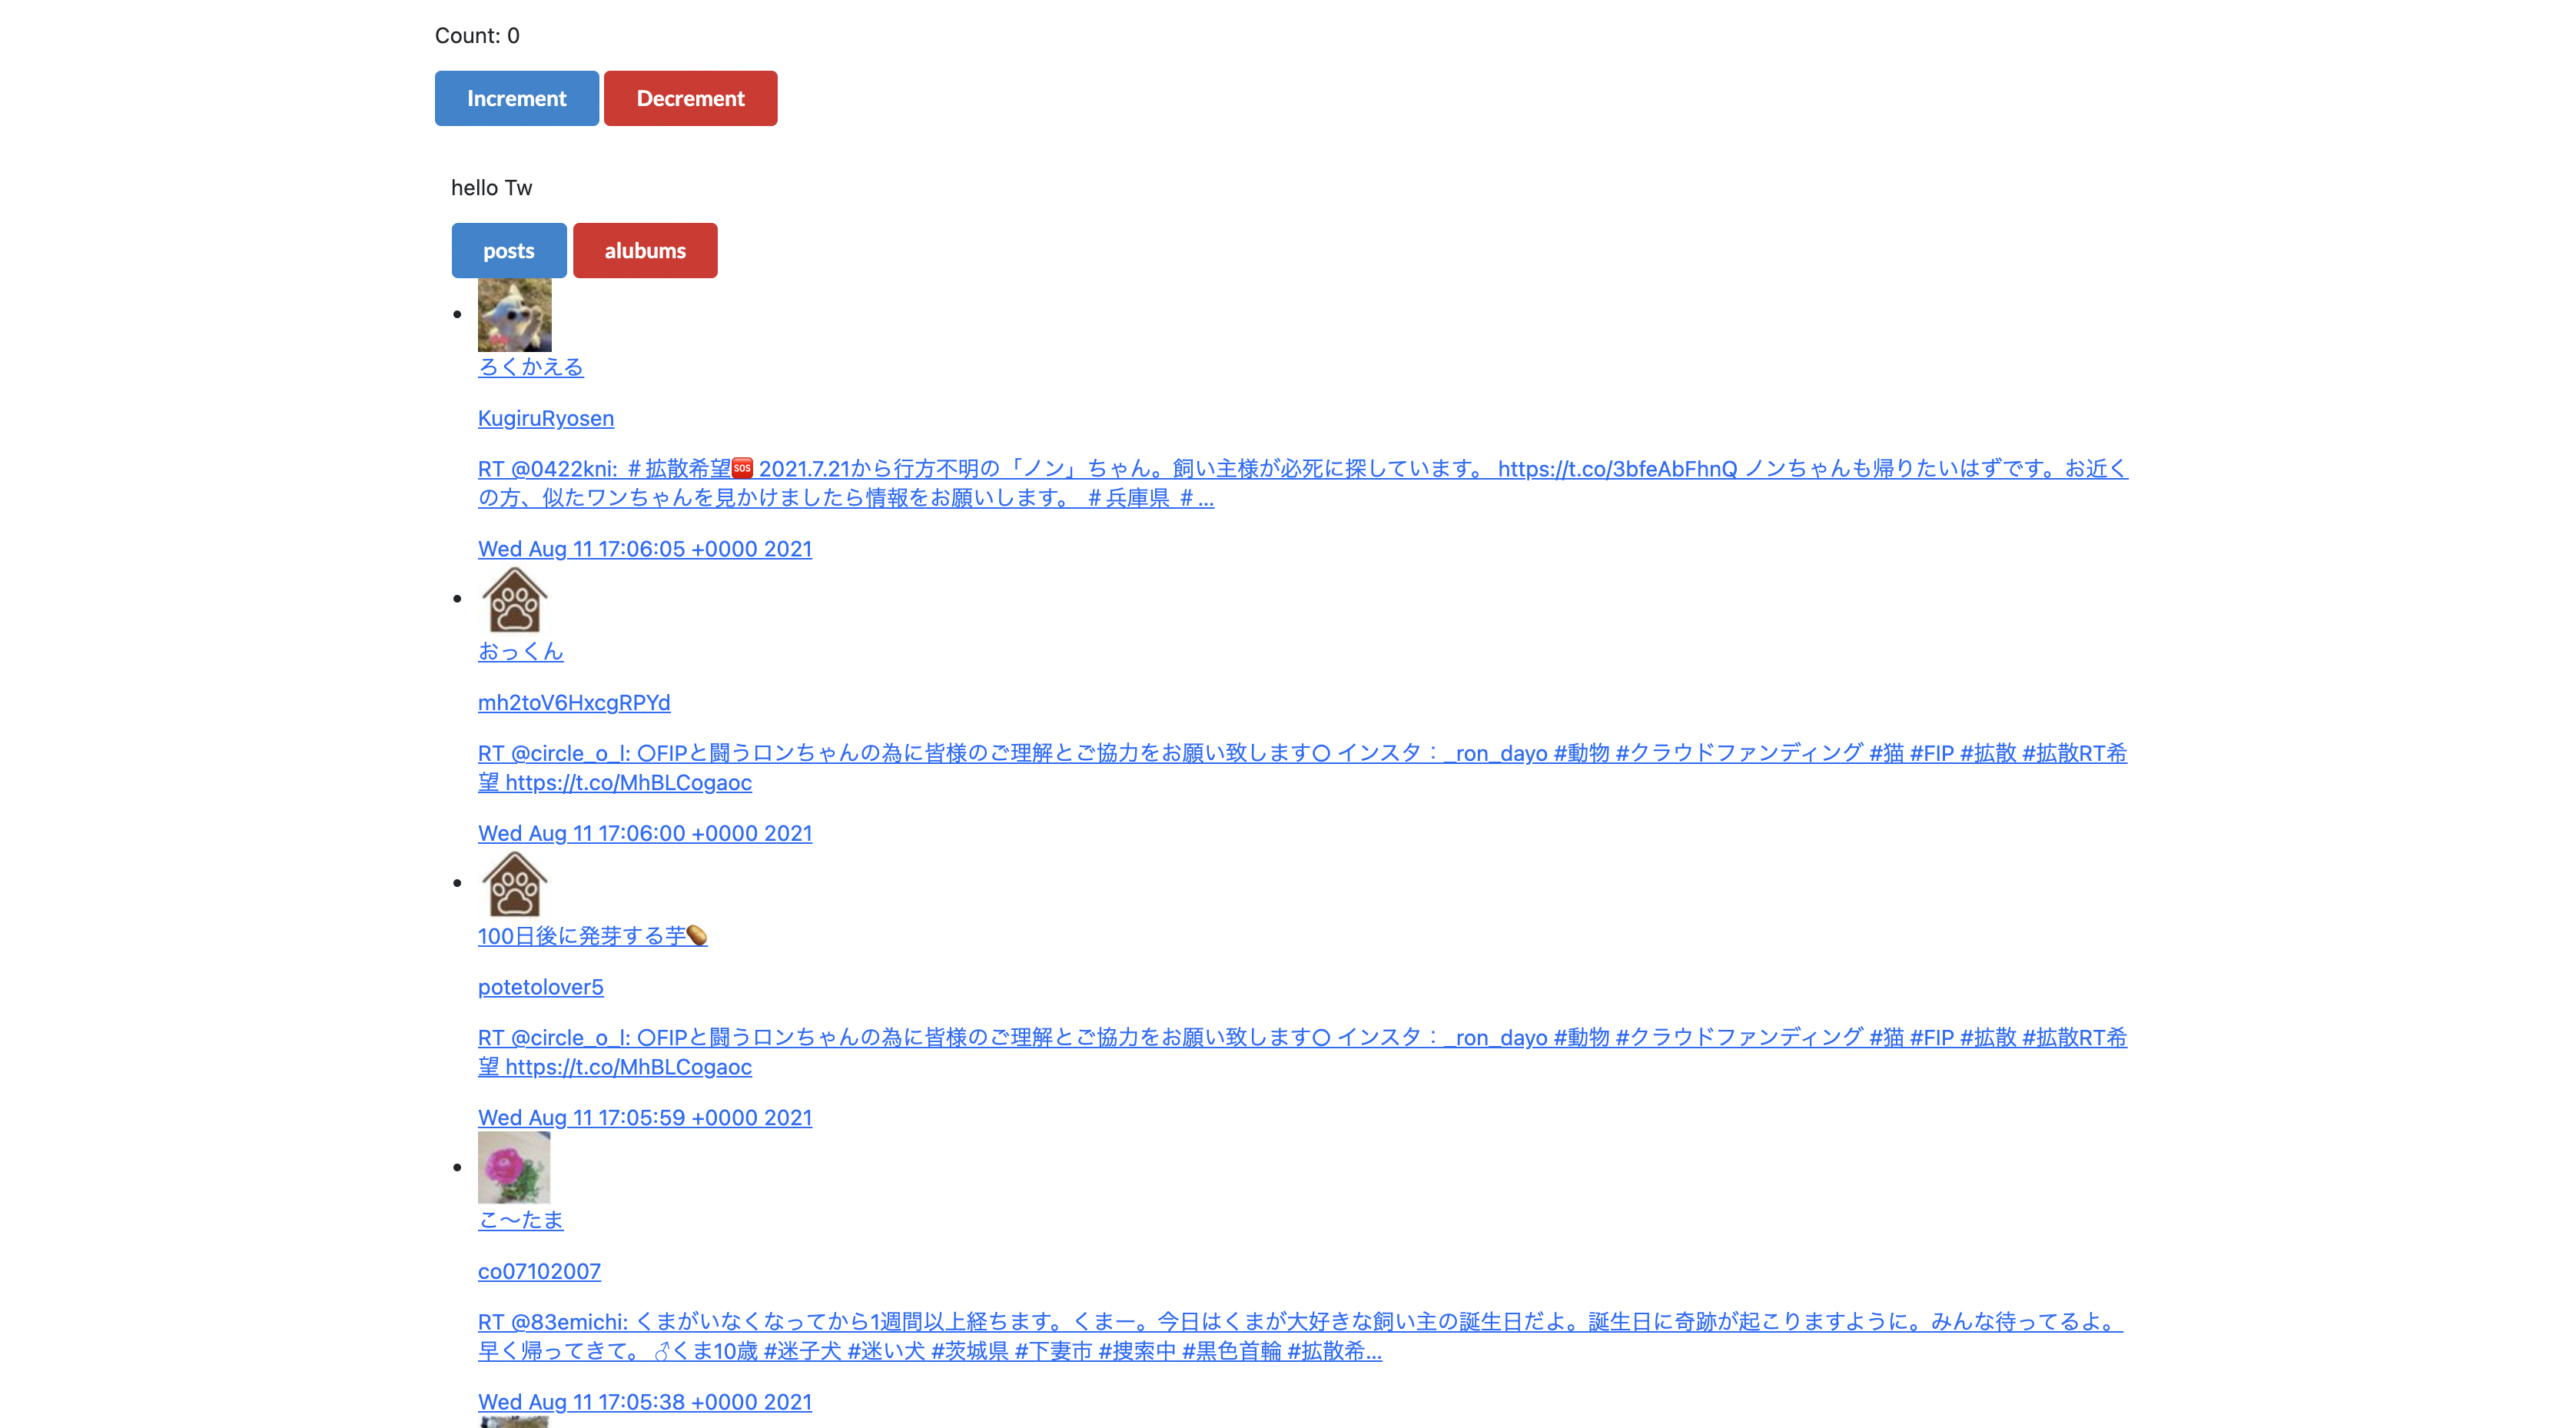 Count: 0
Increment Decrement
hello Tw
posts alubums
ろくかえる
KugiruRyosen
RT @0422kni: ＃拡散希望🆘 2021.7.21から行方不明の「ノン」ちゃん。飼い主様が必死に探しています。 https://t.co/3bfeAbFhnQ ノンちゃんも帰りたいはずです。お近く
の方、似たワンちゃんを見かけましたら情報をお願いします。 ＃兵庫県 ＃…
Wed Aug 11 17:06:05 +0000 2021
おっくん
mh2toV6HxcgRPYd
RT @circle_o_l: ○FIPと闘うロンちゃんの為に皆様のご理解とご協力をお願い致します○ インスタ：_ron_dayo #動物 #クラウドファンディング #猫 #FIP #拡散 #拡散RT希
望 https://t.co/MhBLCogaoc
Wed Aug 11 17:06:00 +0000 2021
100日後に発芽する芋🥔
potetolover5
RT @circle_o_l: ○FIPと闘うロンちゃんの為に皆様のご理解とご協力をお願い致します○ インスタ：_ron_dayo #動物 #クラウドファンディング #猫 #FIP #拡散 #拡散RT希
望 https://t.co/MhBLCogaoc
Wed Aug 11 17:05:59 +0000 2021
こ〜たま
co07102007
RT @83emichi: くまがいなくなってから1週間以上経ちます。くまー。今日はくまが大好きな飼い主の誕生日だよ。誕生日に奇跡が起こりますように。みんな待ってるよ。
早く帰ってきて。 ♂くま10歳 #迷子犬 #迷い犬 #茨城県 #下妻市 #捜索中 #黒色首輪 #拡散希…
Wed Aug 11 17:05:38 +0000 2021